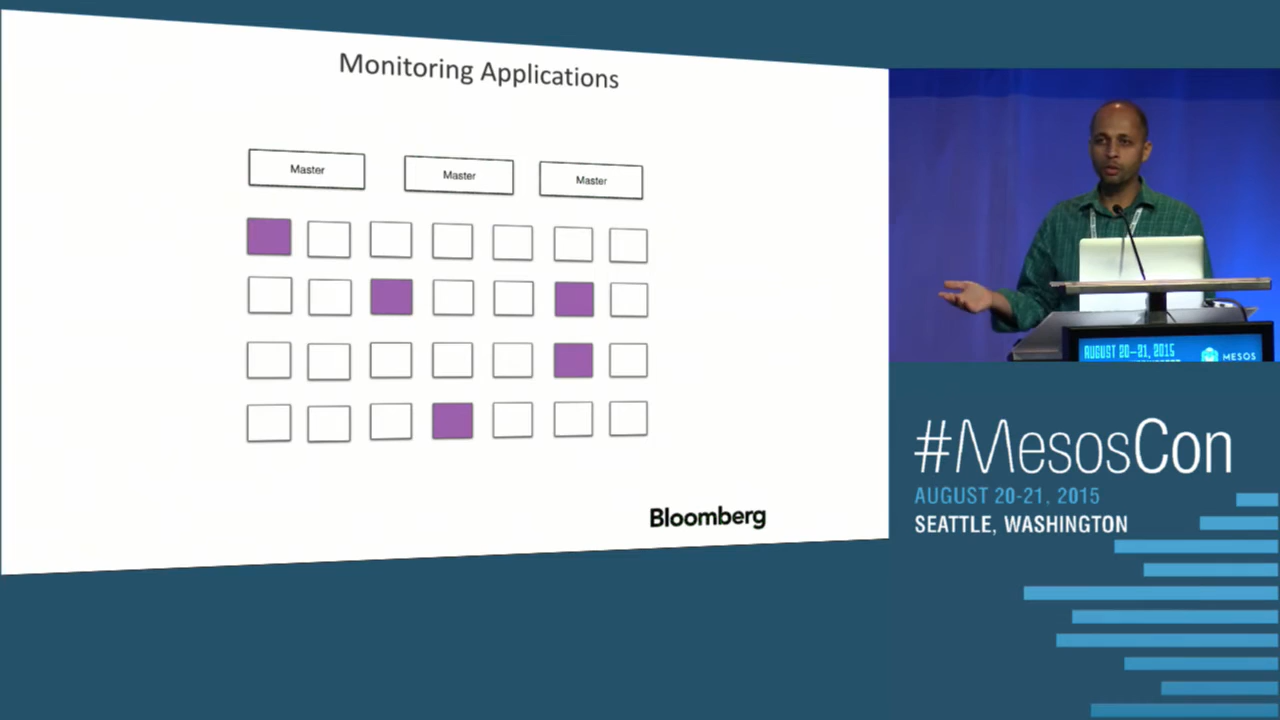 Monitoring Applications
Master
Master
Master
Bloomberg
AUGUST 20–21, 2015
MESOS
#MesosCon
AUGUST 20-21, 2015
SEATTLE, WASHINGTON